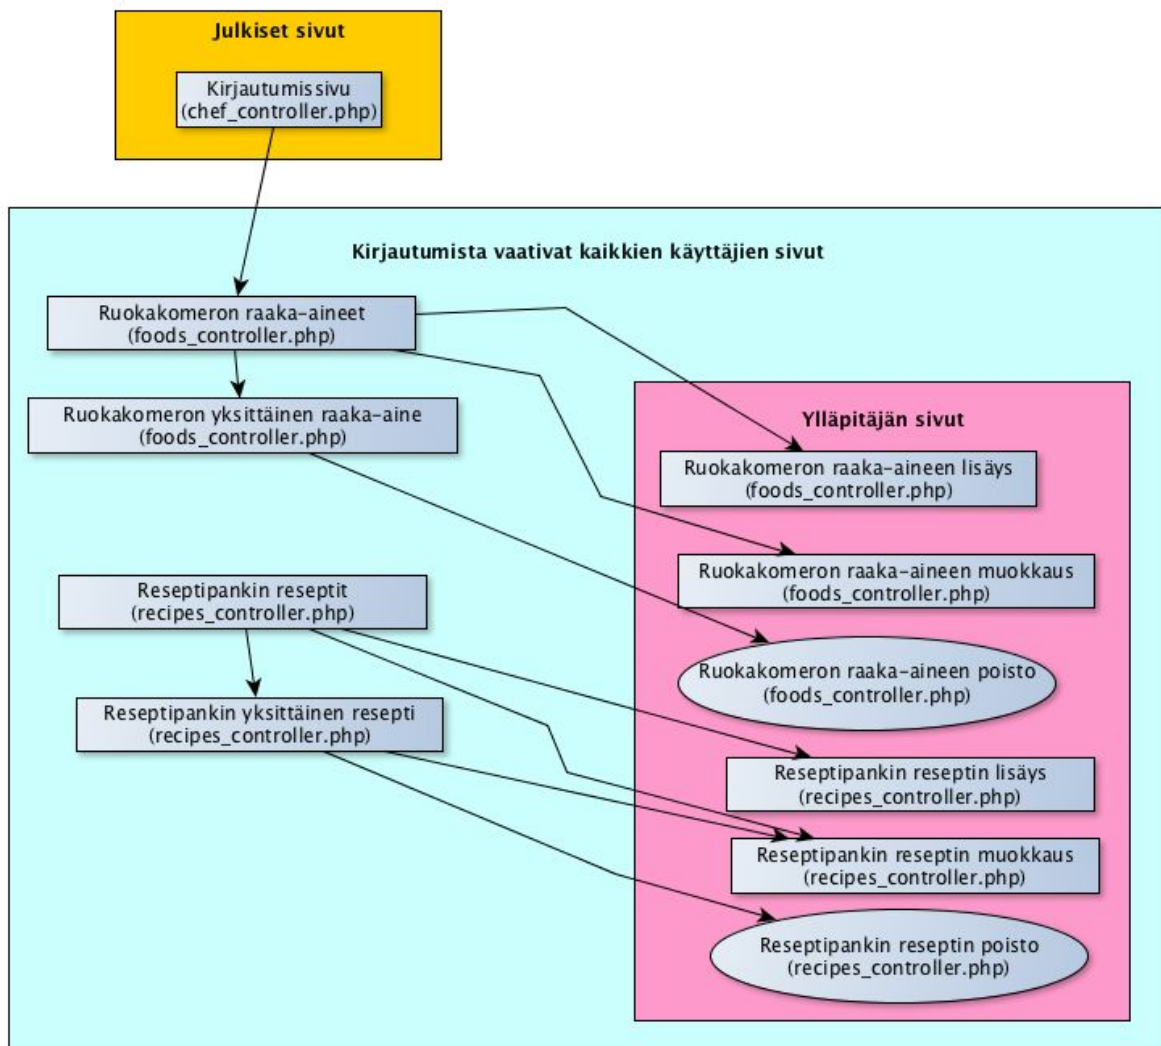 Julkiset sivut
Kirjautumissivu
(chef_controller.php)
Kirjautumista vaativat kaikkien käyttäjien sivut
Ruokakomeron raaka-aineet
(foods_controller.php)
Ruokakomeron yksittäinen raaka-aine
(foods_controller.php)
Reseptipankin reseptit
(recipes_controller.php)
Reseptipankin yksittäinen resepti
(recipes_controller.php)
Ylläpitäjän sivut
Ruokakomeron raaka-aineen lisäys
(foods_controller.php)
Ruokakomeron raaka-aineen muokkaus
(foods_controller.php)
Ruokakomeron raaka-aineen poisto
(foods_controller.php)
Reseptipankin reseptin lisäys
(recipes_controller.php)
Reseptipankin reseptin muokkaus
(recipes_controller.php)
Reseptipankin reseptin poisto
(recipes_controller.php)